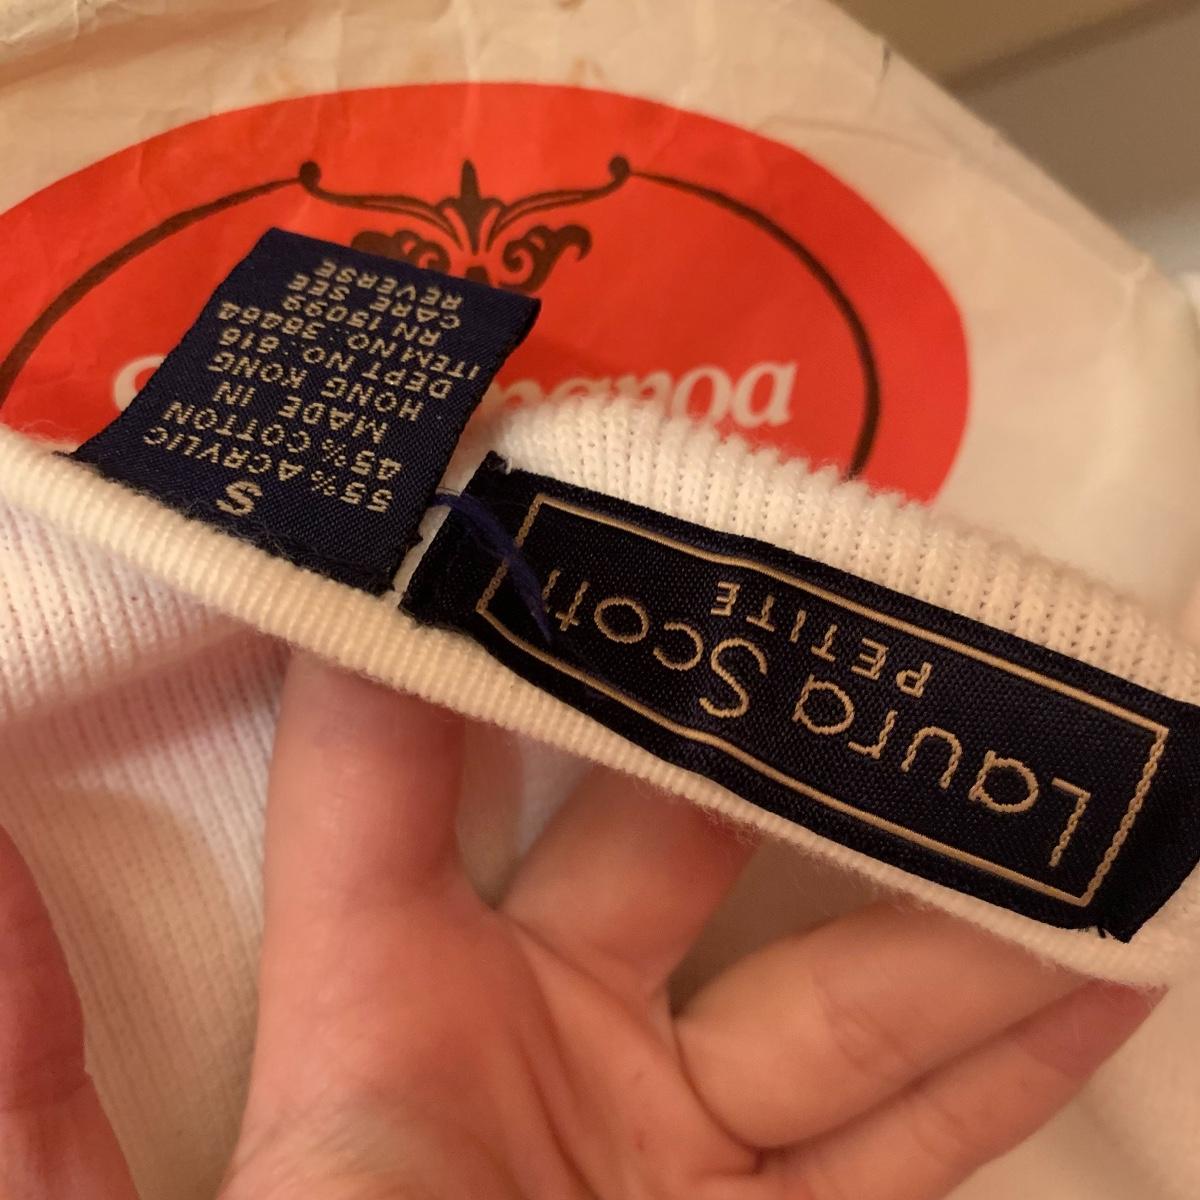 Laura Scott
PETITE
S
55% ACRYLIC
45% COTTON
MADE IN
HONG KONG
DEPT NO. 616
ITEM NO. 38464
RN 15099
CARE SEE
REVERSE